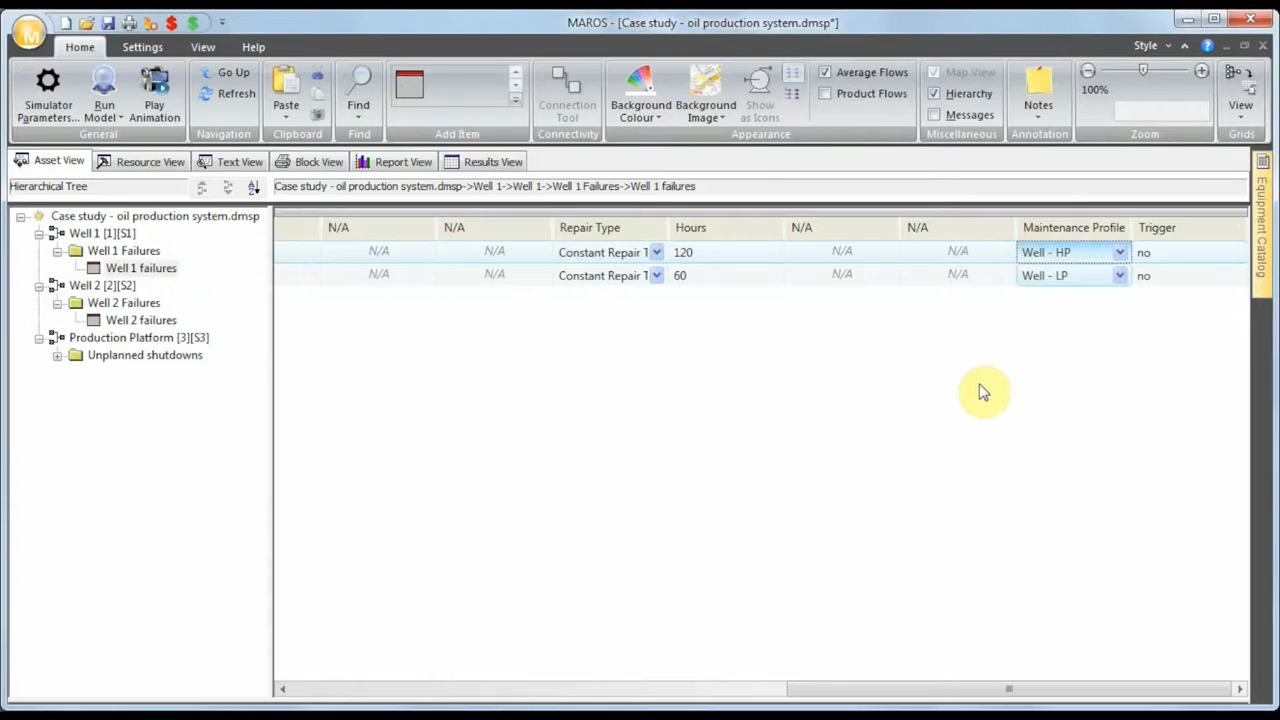 MAROS - [Case study - oil production system.dmsp*]
Home Settings View Help Style
Simulator Parameters... Run Model Play Animation
General
Go Up
Refresh
Navigation
Paste
Clipboard
Find
Find
Add Item
Connection Tool
Connectivity
Background Colour Background Image Show as Icons
Average Flows
Product Flows
Appearance
Map View
Hierarchy
Messages
Miscellaneous
Notes
Annotation
100%
Zoom
View
Grids
Asset View Resource View Text View Block View Report View Results View
Hierarchical Tree
Case study - oil production system.dmsp->Well 1->Well 1->Well 1 Failures->Well 1 failures
Equipment Catalog
Case study - oil production system.dmsp
Well 1 [1][S1]
Well 1 Failures
Well 1 failures
Well 2 [2][S2]
Well 2 Failures
Well 2 failures
Production Platform [3][S3]
Unplanned shutdowns
N/A N/A Repair Type Hours N/A N/A Maintenance Profile Trigger
N/A N/A Constant Repair T 120 N/A N/A Well - HP no
N/A N/A Constant Repair T 60 N/A N/A Well - LP no